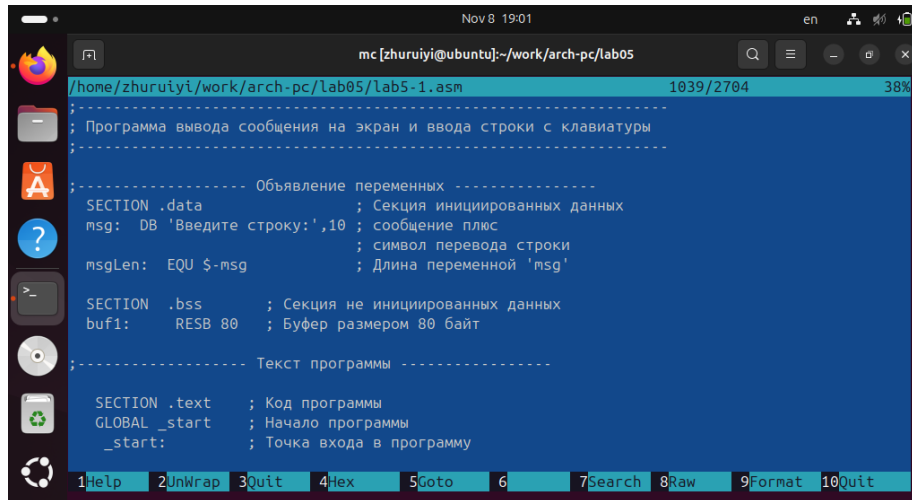 Nov 8 19:01
en
mc [zhuruiyi@ubuntu]:~/work/arch-pc/lab05
/home/zhuruiyi/work/arch-pc/lab05/lab5-1.asm 1039/2704 38%
;------------------------------------------------------------------
; Программа вывода сообщения на экран и ввода строки с клавиатуры
;------------------------------------------------------------------
;------------------- Объявление переменных ----------------
SECTION .data ; Секция инициированных данных
msg: DB 'Введите строку:',10 ; сообщение плюс
; символ перевода строки
msgLen: EQU $-msg ; Длина переменной 'msg'
SECTION .bss ; Секция не инициированных данных
buf1: RESB 80 ; Буфер размером 80 байт
;------------------- Текст программы -----------------
SECTION .text ; Код программы
GLOBAL _start ; Начало программы
_start: ; Точка входа в программу
1Help 2UnWrap 3Quit 4Hex 5Goto 6 7Search 8Raw 9Format 10Quit